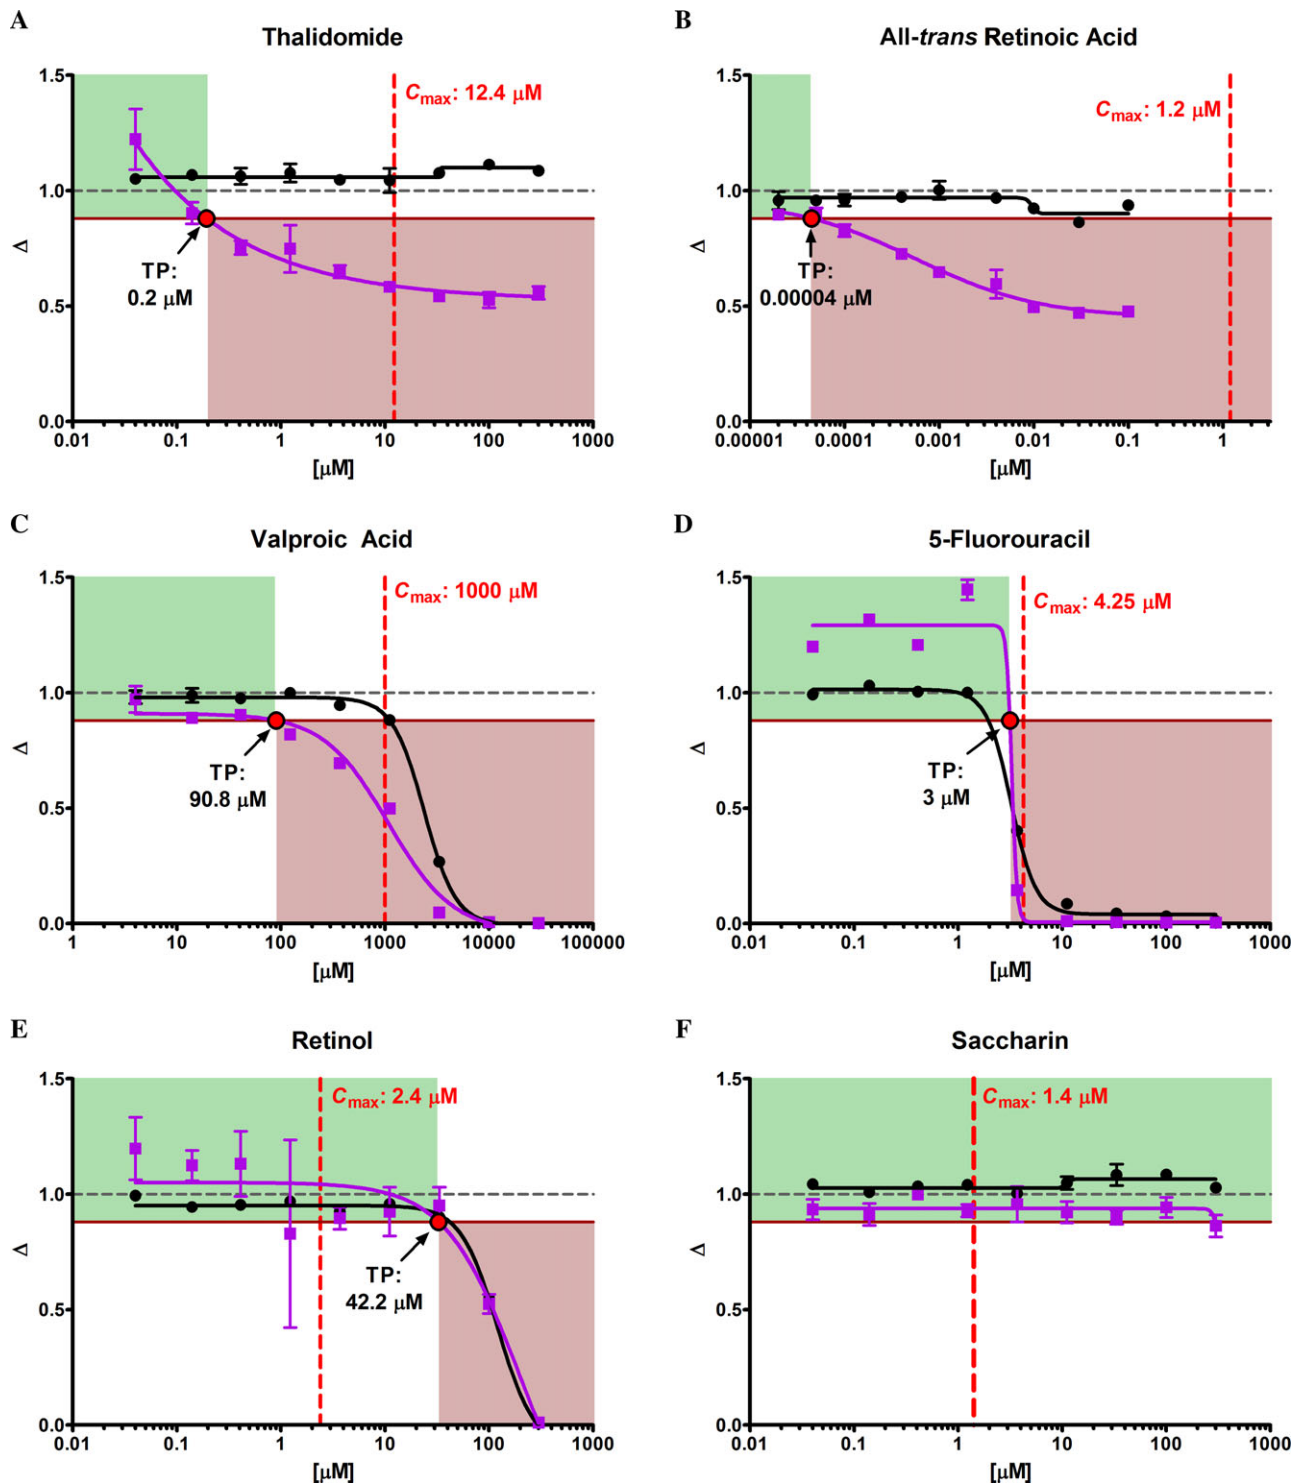 A
Thalidomide
1.5
1.0
0.5
0.0
Δ
C max: 12.4 μM
TP:
0.2 μM
0.01 0.1 1 10 100 1000
[μM]
B
All-trans Retinoic Acid
1.5
1.0
0.5
0.0
Δ
C max: 1.2 μM
TP:
0.00004 μM
0.00001 0.0001 0.001 0.01 0.1 1
[μM]
C
Valproic Acid
1.5
1.0
0.5
0.0
Δ
C max: 1000 μM
TP:
90.8 μM
1 10 100 1000 10000 100000
[μM]
D
5-Fluorouracil
1.5
1.0
0.5
0.0
Δ
C max: 4.25 μM
TP:
3 μM
0.01 0.1 1 10 100 1000
[μM]
E
Retinol
1.5
1.0
0.5
0.0
Δ
C max: 2.4 μM
TP:
42.2 μM
0.01 0.1 1 10 100 1000
[μM]
F
Saccharin
1.5
1.0
0.5
0.0
Δ
C max: 1.4 μM
0.01 0.1 1 10 100 1000
[μM]